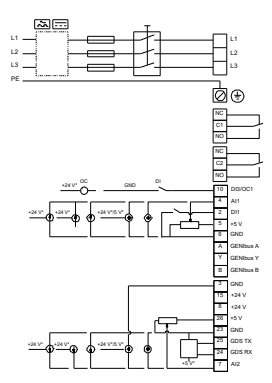 L1 L1
L2 L2
L3 L3
PE
NC
C1
NO
NC
C2
NO
+24 V* OC GND DI 10 DI3/OC1
4 AI1
+24 V* +24 V* +24 V* +24 V*/5 V* 2 DI1
5 +5 V
6 GND
A GENIbus A
Y GENIbus Y
B GENIbus B
3 GND
15 +24 V
8 +24 V
26 +5 V
23 GND
+24 V* +24 V* +24 V* +24 V*/5 V* 25 GDS TX
24 GDS RX
+5 V* 7 AI2